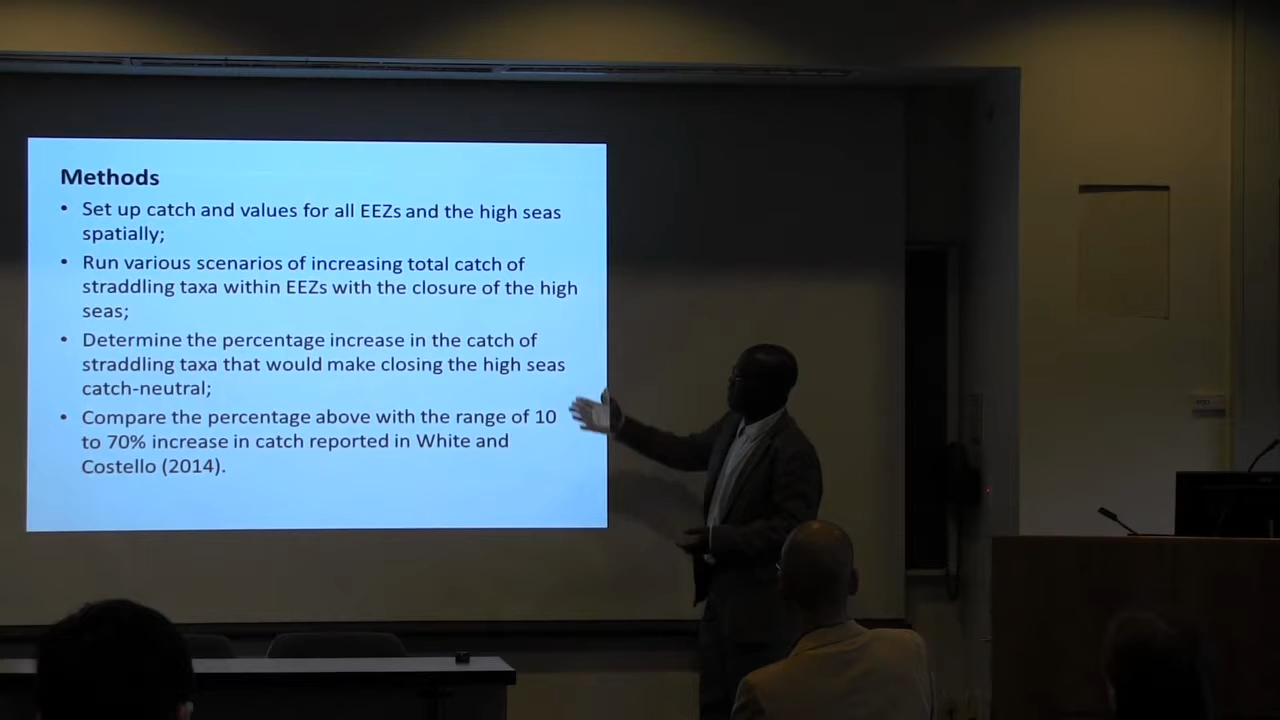 Methods
• Set up catch and values for all EEZs and the high seas
spatially;
• Run various scenarios of increasing total catch of
straddling taxa within EEZs with the closure of the high
seas;
• Determine the percentage increase in the catch of
straddling taxa that would make closing the high seas
catch-neutral;
• Compare the percentage above with the range of 10
to 70% increase in catch reported in White and
Costello (2014).